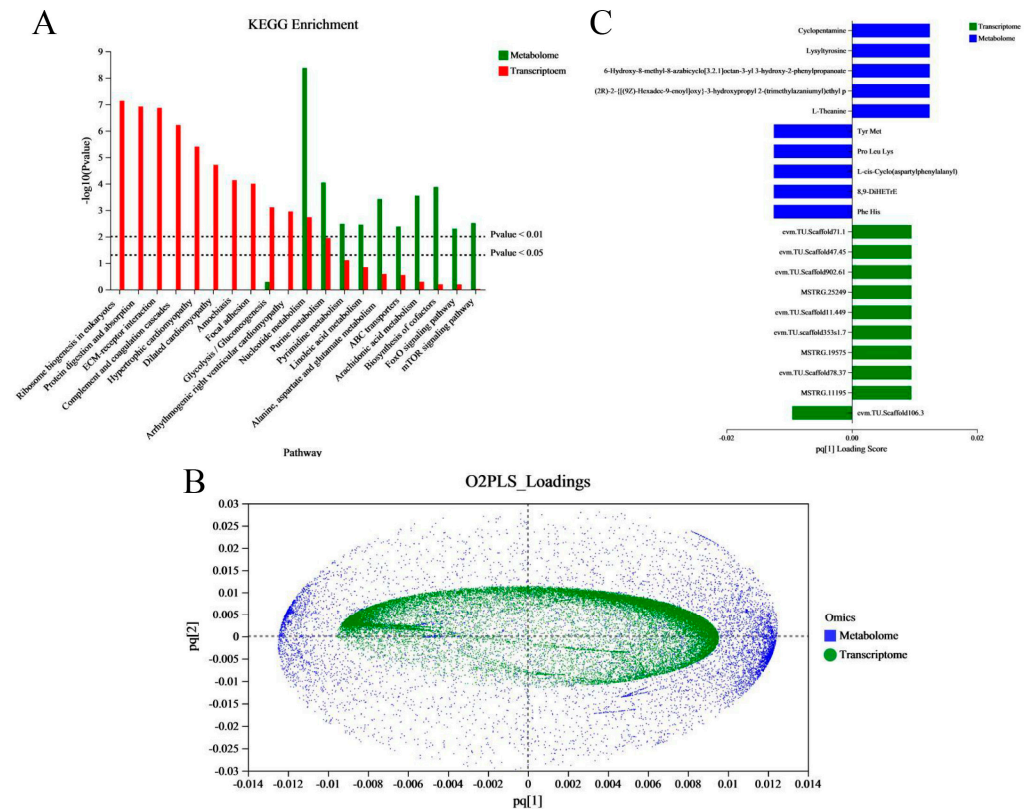 A
KEGG Enrichment
Metabolome
Transcriptoem
9
8
7
6
5
4
3
2
1
0
-log10(Pvalue)
Pvalue < 0.01
Pvalue < 0.05
Ribosome biogenesis in eukaryotes
Protein digestion and absorption
ECM-receptor interaction
Complement and coagulation cascades
Hypertrophic cardiomyopathy
Dilated cardiomyopathy
Amoebiasis
Focal adhesion
Glycolysis / Gluconeogenesis
Arrhythmogenic right ventricular cardiomyopathy
Nucleotide metabolism
Purine metabolism
Pyrimidine metabolism
Linoleic acid metabolism
Alanine, aspartate and glutamate metabolism
ABC transporters
Arachidonic acid metabolism
Biosynthesis of cofactors
FoxO signaling pathway
mTOR signaling pathway
Pathway
C
Transcriptome
Metabolome
Cyclopentamine
Lysyltyrosine
6-Hydroxy-8-methyl-8-azabicyclo[3.2.1]octan-3-yl 3-hydroxy-2-phenylpropanoate
(2R)-2-{[(9Z)-Hexadec-9-enoyl]oxy}-3-hydroxypropyl 2-(trimethylazaniumyl)ethyl p
L-Theanine
Tyr Met
Pro Leu Lys
L-cis-Cyclo(aspartylphenylalanyl)
8,9-DiHETrE
Phe His
evm.TU.Scaffold71.1
evm.TU.Scaffold47.45
evm.TU.Scaffold902.61
MSTRG.25249
evm.TU.Scaffold11.449
evm.TU.scaffold353s1.7
MSTRG.19575
evm.TU.Scaffold78.37
MSTRG.11195
evm.TU.Scaffold106.3
-0.02 0.00 0.02
pq[1] Loading Score
B
O2PLS_Loadings
0.03
0.025
0.02
0.015
0.01
0.005
0
-0.005
-0.01
-0.015
-0.02
-0.025
-0.03
pq[2]
-0.014 -0.012 -0.01 -0.008 -0.006 -0.004 -0.002 0 0.002 0.004 0.006 0.008 0.01 0.012 0.014
pq[1]
Omics
Metabolome
Transcriptome